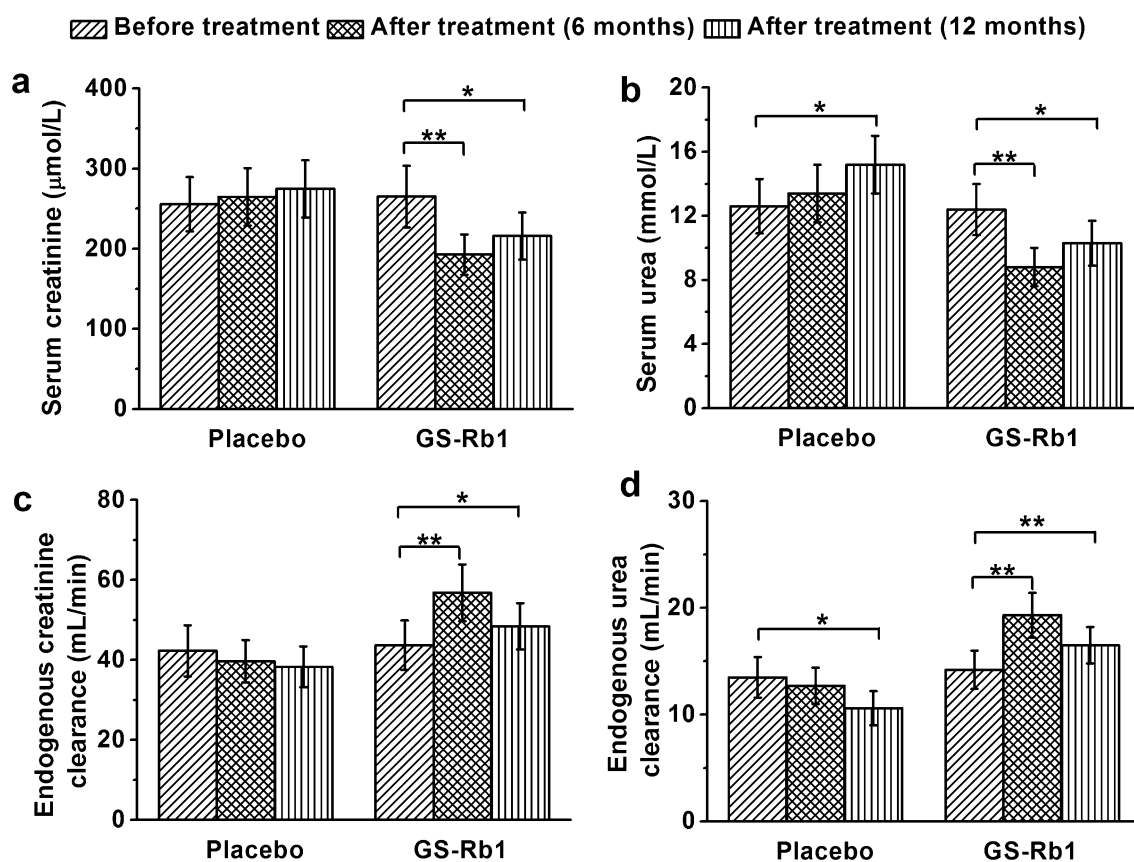 Before treatment After treatment (6 months) After treatment (12 months)
a
Serum creatinine (μmol/L)
400
300
200
100
0
*
**
Placebo GS-Rb1
b
Serum urea (mmol/L)
20
16
12
8
4
0
*
*
**
Placebo GS-Rb1
c
Endogenous creatinine
clearance (mL/min)
80
60
40
20
0
*
**
Placebo GS-Rb1
d
Endogenous urea
clearance (mL/min)
30
20
10
0
*
**
**
Placebo GS-Rb1